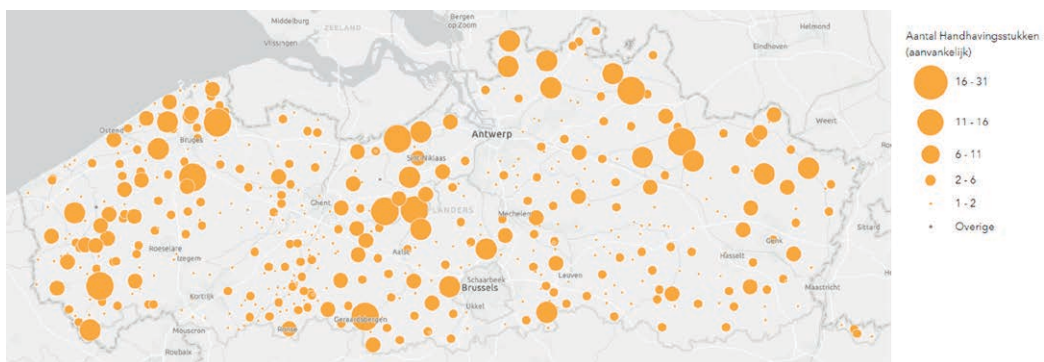 Middelburg
ZEELAND
Vlissingen
Bergen
op Zoom
Helmond
Eindhoven
Ostend
Bruges
Antwerp
Weert
Sint-Niklaas
Ghent
FLANDERS
Mechelen
Sittard
Roeselare
Izegem
Aalst
Genk
Hasselt
Schaarbeek
Brussels
Leuven
Maastricht
Kortrijk
Ukkel
Mouscron
Ronse
Geraardsbergen
Roubaix
Aantal Handhavingsstukken
(aanvankelijk)
16 - 31
11 - 16
6 - 11
2 - 6
1 - 2
Overige